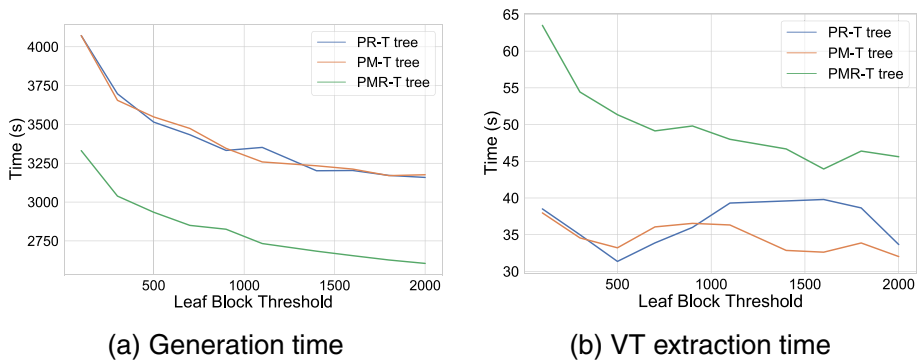 4000
3750
3500
3250
3000
2750
Time (s)
500
1000
1500
2000
Leaf Block Threshold
PR-T tree
PM-T tree
PMR-T tree
(a) Generation time
65
60
55
50
45
40
35
30
Time (s)
500
1000
1500
2000
Leaf Block Threshold
PR-T tree
PM-T tree
PMR-T tree
(b) VT extraction time